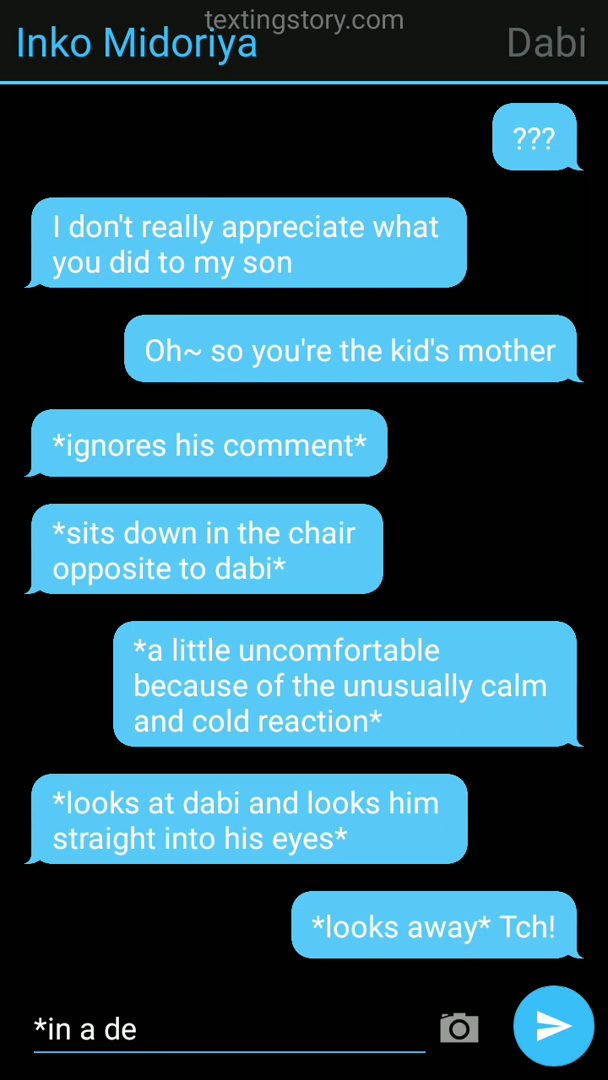 textingstory.com
Inko Midoriya
Dabi
???
I don't really appreciate what
you did to my son
Oh~ so you're the kid's mother
*ignores his comment*
*sits down in the chair
opposite to dabi*
*a little uncomfortable
because of the unusually calm
and cold reaction*
*looks at dabi and looks him
straight into his eyes*
*looks away* Tch!
*in a de